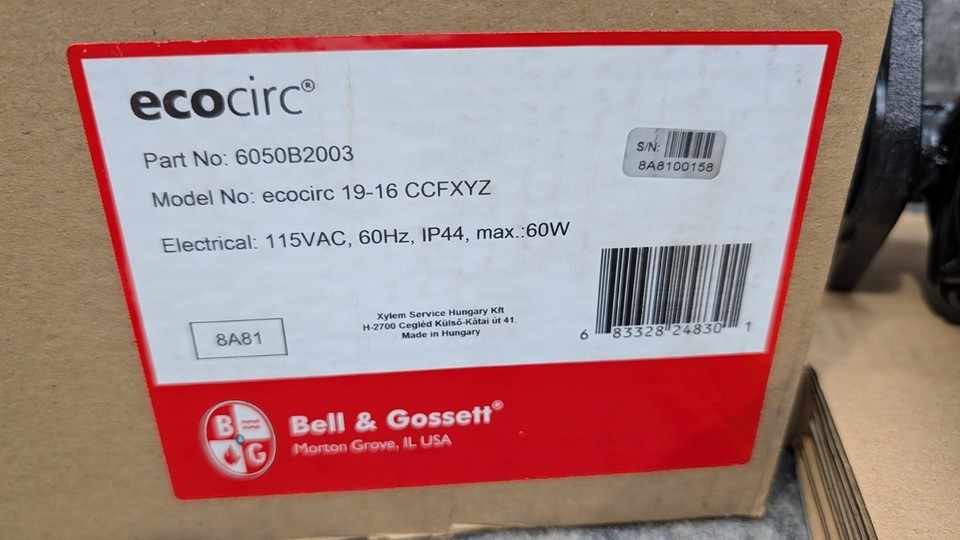 ecocirc®
Part No: 6050B2003
Model No: ecocirc 19-16 CCFXYZ
Electrical: 115VAC, 60Hz, IP44, max.:60W
S/N:
8A8100158
8A81
Xylem Service Hungary Kft
H-2700 Cegléd Külső-Kátai út 41.
Made in Hungary
6 83328 24830 1
B
& G
Bell & Gossett®
Morton Grove, IL USA